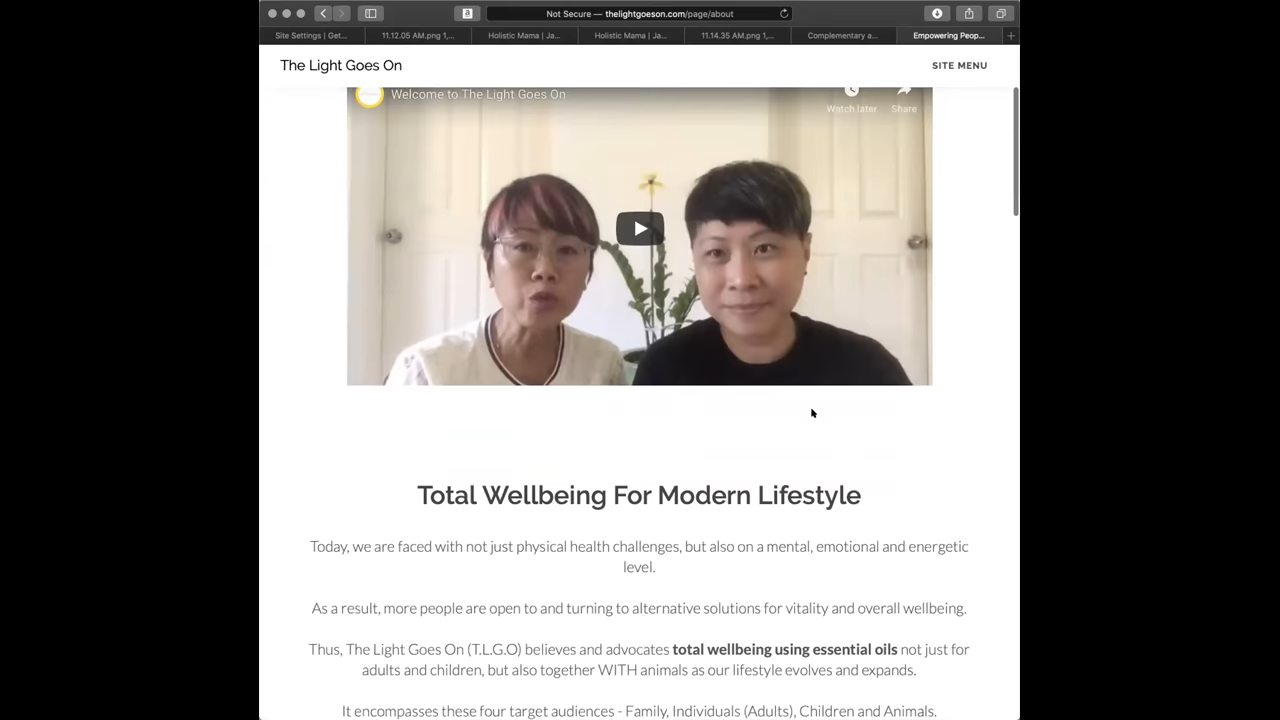 Not Secure — thelightgoeson.com/page/about
Site Settings | Get...
11.12.05 AM.png 1,...
Holistic Mama | Ja...
Holistic Mama | Ja...
11.14.35 AM.png 1,...
Complementary a...
Empowering Peop...
The Light Goes On
SITE MENU
Welcome to The Light Goes On
Watch later
Share
Total Wellbeing For Modern Lifestyle
Today, we are faced with not just physical health challenges, but also on a mental, emotional and energetic
level.
As a result, more people are open to and turning to alternative solutions for vitality and overall wellbeing.
Thus, The Light Goes On (T.L.G.O) believes and advocates total wellbeing using essential oils not just for
adults and children, but also together WITH animals as our lifestyle evolves and expands.
It encompasses these four target audiences - Family, Individuals (Adults), Children and Animals.